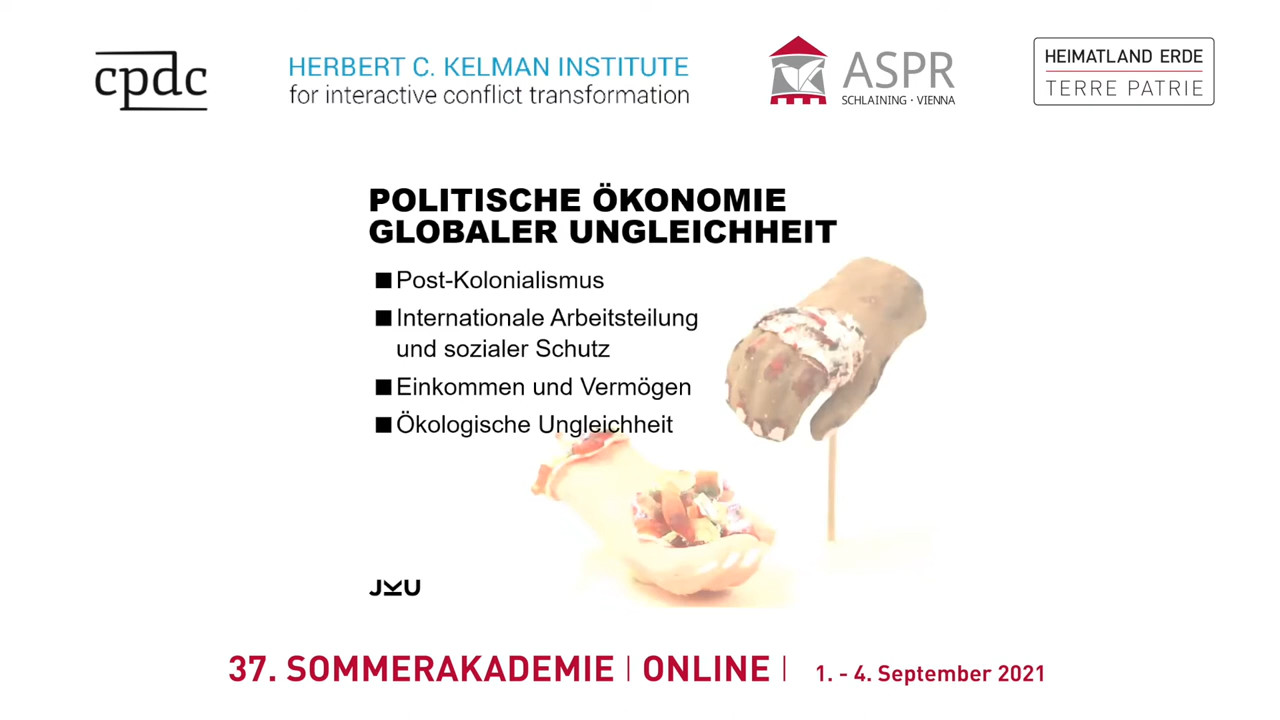 cpdc
HERBERT C. KELMAN INSTITUTE
for interactive conflict transformation
ASPR
SCHLAINING · VIENNA
HEIMATLAND ERDE
TERRE PATRIE
POLITISCHE ÖKONOMIE
GLOBALER UNGLEICHHEIT
Post-Kolonialismus
Internationale Arbeitsteilung
und sozialer Schutz
Einkommen und Vermögen
Ökologische Ungleichheit
JKU
37. SOMMERAKADEMIE | ONLINE | 1. - 4. September 2021